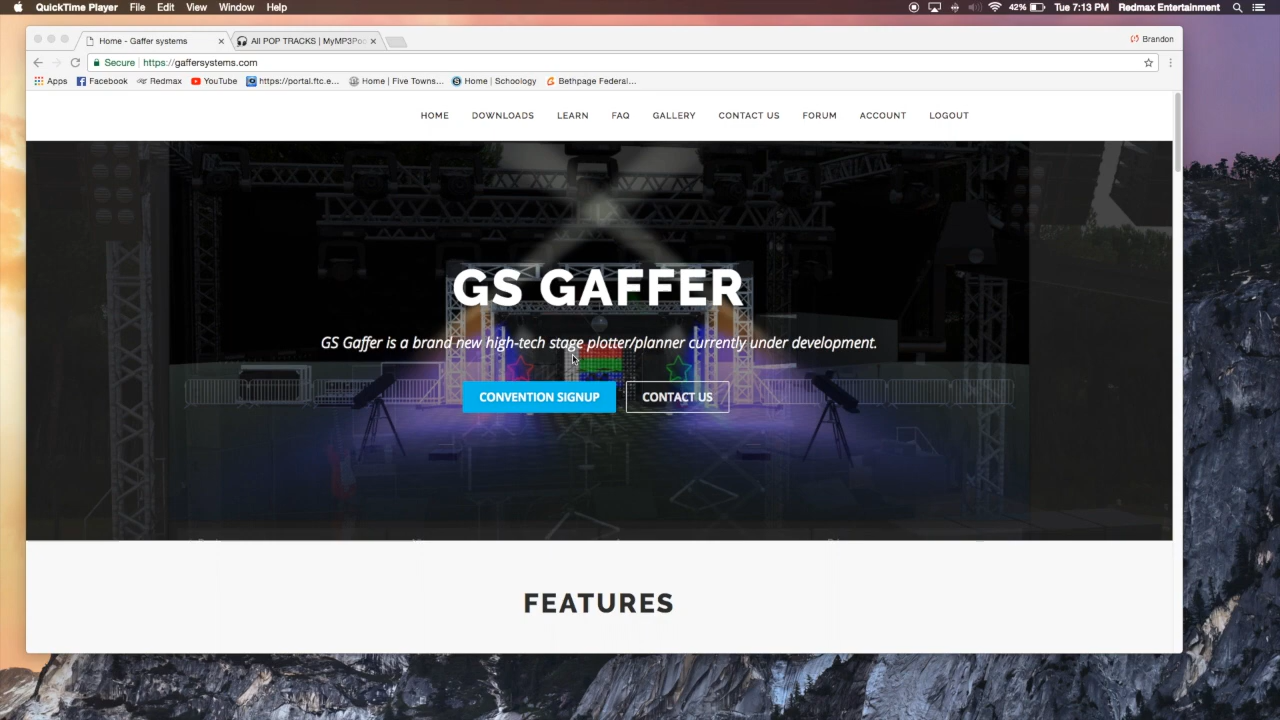 QuickTime Player File Edit View Window Help 42% Tue 7:13 PM Redmax Entertainment
Home - Gaffer systems All POP TRACKS | MyMP3Poo Brandon
Secure https://gaffersystems.com
Apps Facebook Redmax YouTube https://portal.ftc.e... Home | Five Towns... Home | Schoology Bethpage Federal...
HOME DOWNLOADS LEARN FAQ GALLERY CONTACT US FORUM ACCOUNT LOGOUT
GS GAFFER
GS Gaffer is a brand new high-tech stage plotter/planner currently under development.
CONVENTION SIGNUP CONTACT US
FEATURES